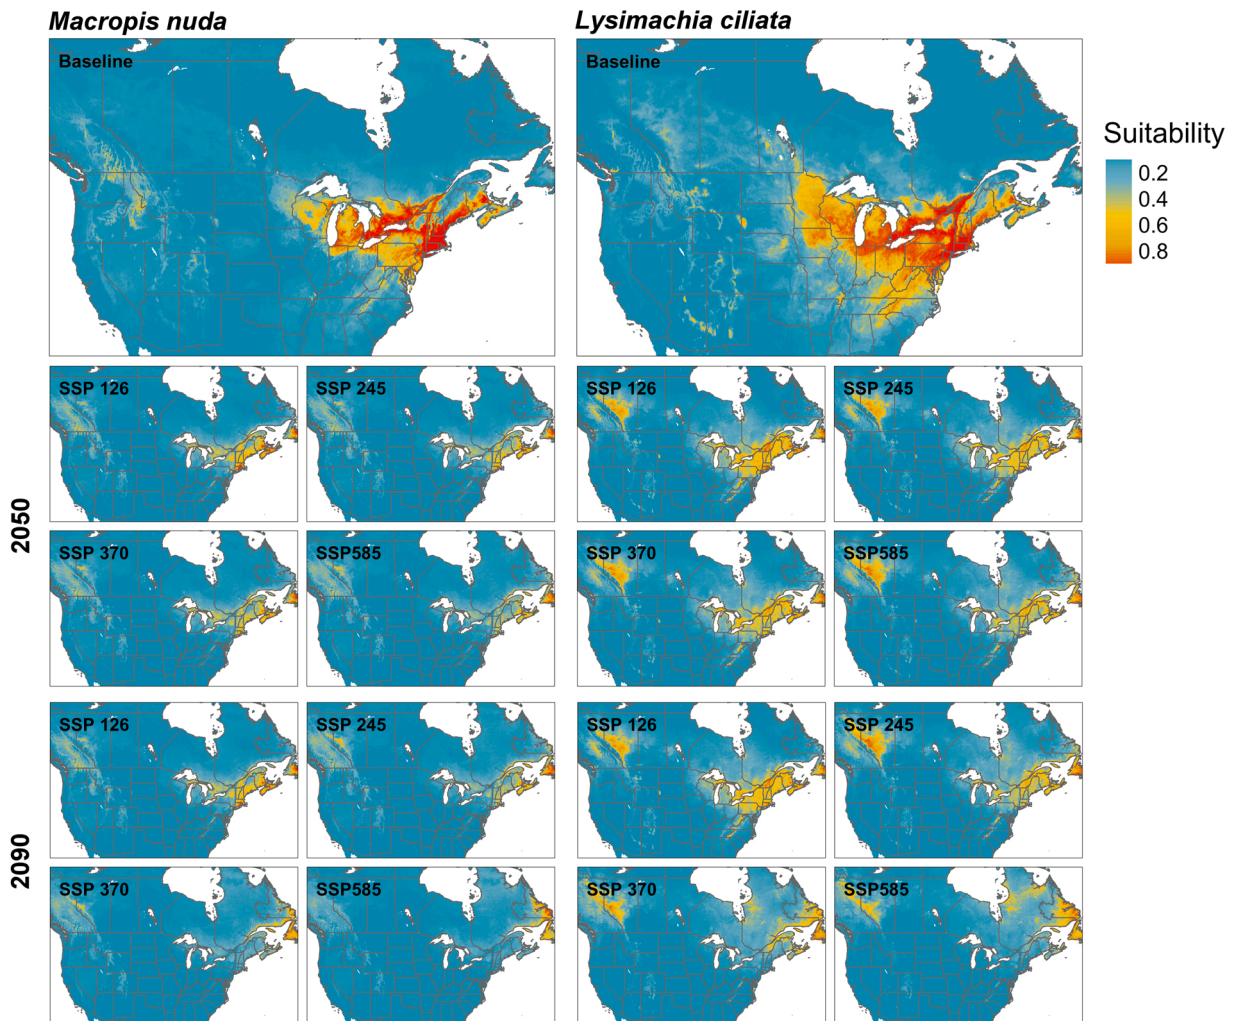 Macropis nuda
Lysimachia ciliata
Baseline
Baseline
Suitability
0.2
0.4
0.6
0.8
2050
SSP 126
SSP 245
SSP 126
SSP 245
SSP 370
SSP585
SSP 370
SSP585
2090
SSP 126
SSP 245
SSP 126
SSP 245
SSP 370
SSP585
SSP 370
SSP585